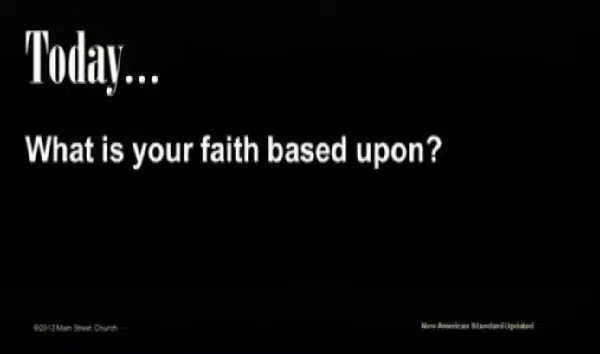 Today...
What is your faith based upon?
©2012 Main Street Church
New American Standard Updated